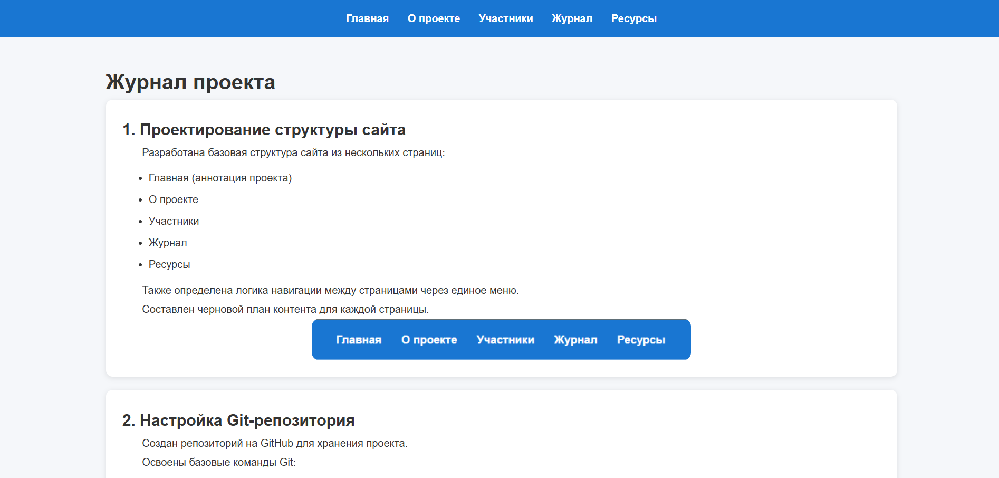 Главная О проекте Участники Журнал Ресурсы
Журнал проекта
1. Проектирование структуры сайта
Разработана базовая структура сайта из нескольких страниц:
• Главная (аннотация проекта)
• О проекте
• Участники
• Журнал
• Ресурсы
Также определена логика навигации между страницами через единое меню.
Составлен черновой план контента для каждой страницы.
Главная О проекте Участники Журнал Ресурсы
2. Настройка Git-репозитория
Создан репозиторий на GitHub для хранения проекта.
Освоены базовые команды Git: